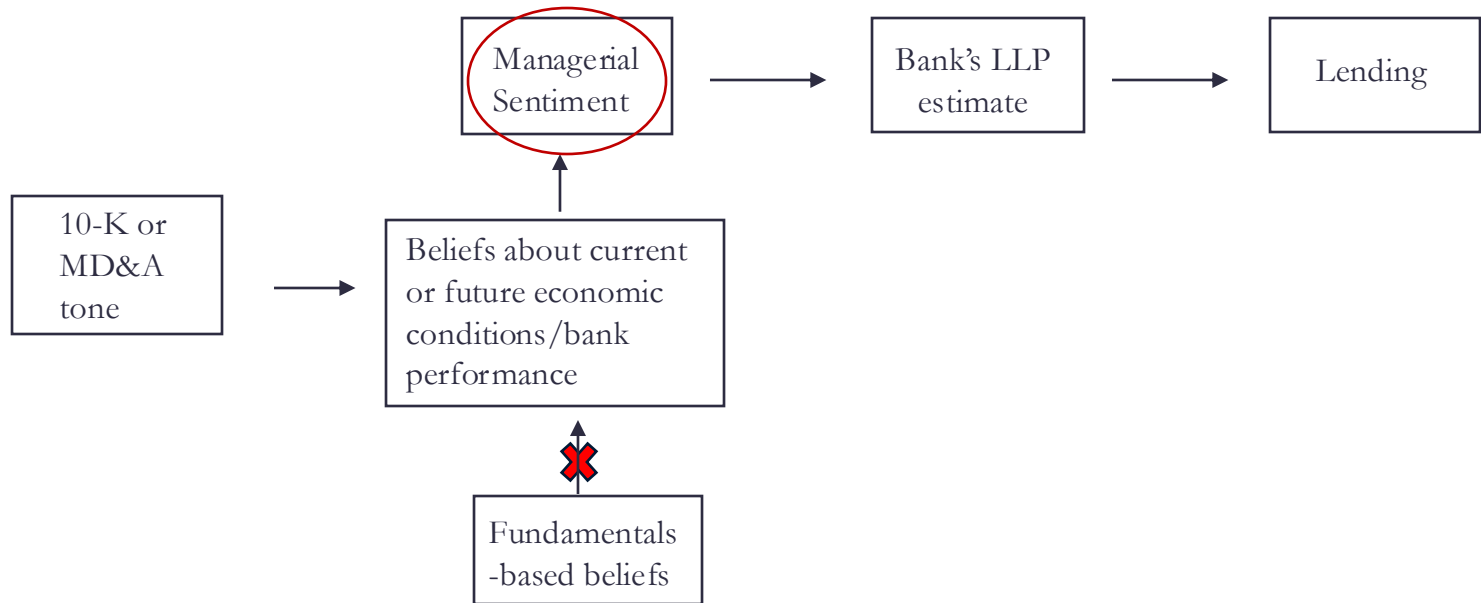 Managerial
Sentiment
Bank’s LLP
estimate
Lending
10-K or
MD&A
tone
Beliefs about current
or future economic
conditions/bank
performance
Fundamentals
-based beliefs